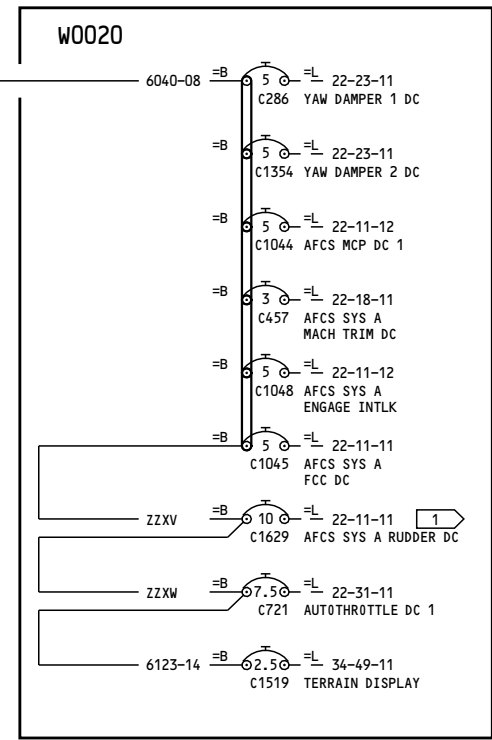 W0020
6040-08 =B 5 =L 22-23-11
C286 YAW DAMPER 1 DC
=B 5 =L 22-23-11
C1354 YAW DAMPER 2 DC
=B 5 =L 22-11-12
C1044 AFCS MCP DC 1
=B 3 =L 22-18-11
C457 AFCS SYS A
MACH TRIM DC
=B 5 =L 22-11-12
C1048 AFCS SYS A
ENGAGE INTLK
=B 5 =L 22-11-11
C1045 AFCS SYS A
FCC DC
ZZXV =B 10 =L 22-11-11 1
C1629 AFCS SYS A RUDDER DC
ZZXW =B 7.5 =L 22-31-11
C721 AUTOTHROTTLE DC 1
6123-14 =B 2.5 =L 34-49-11
C1519 TERRAIN DISPLAY